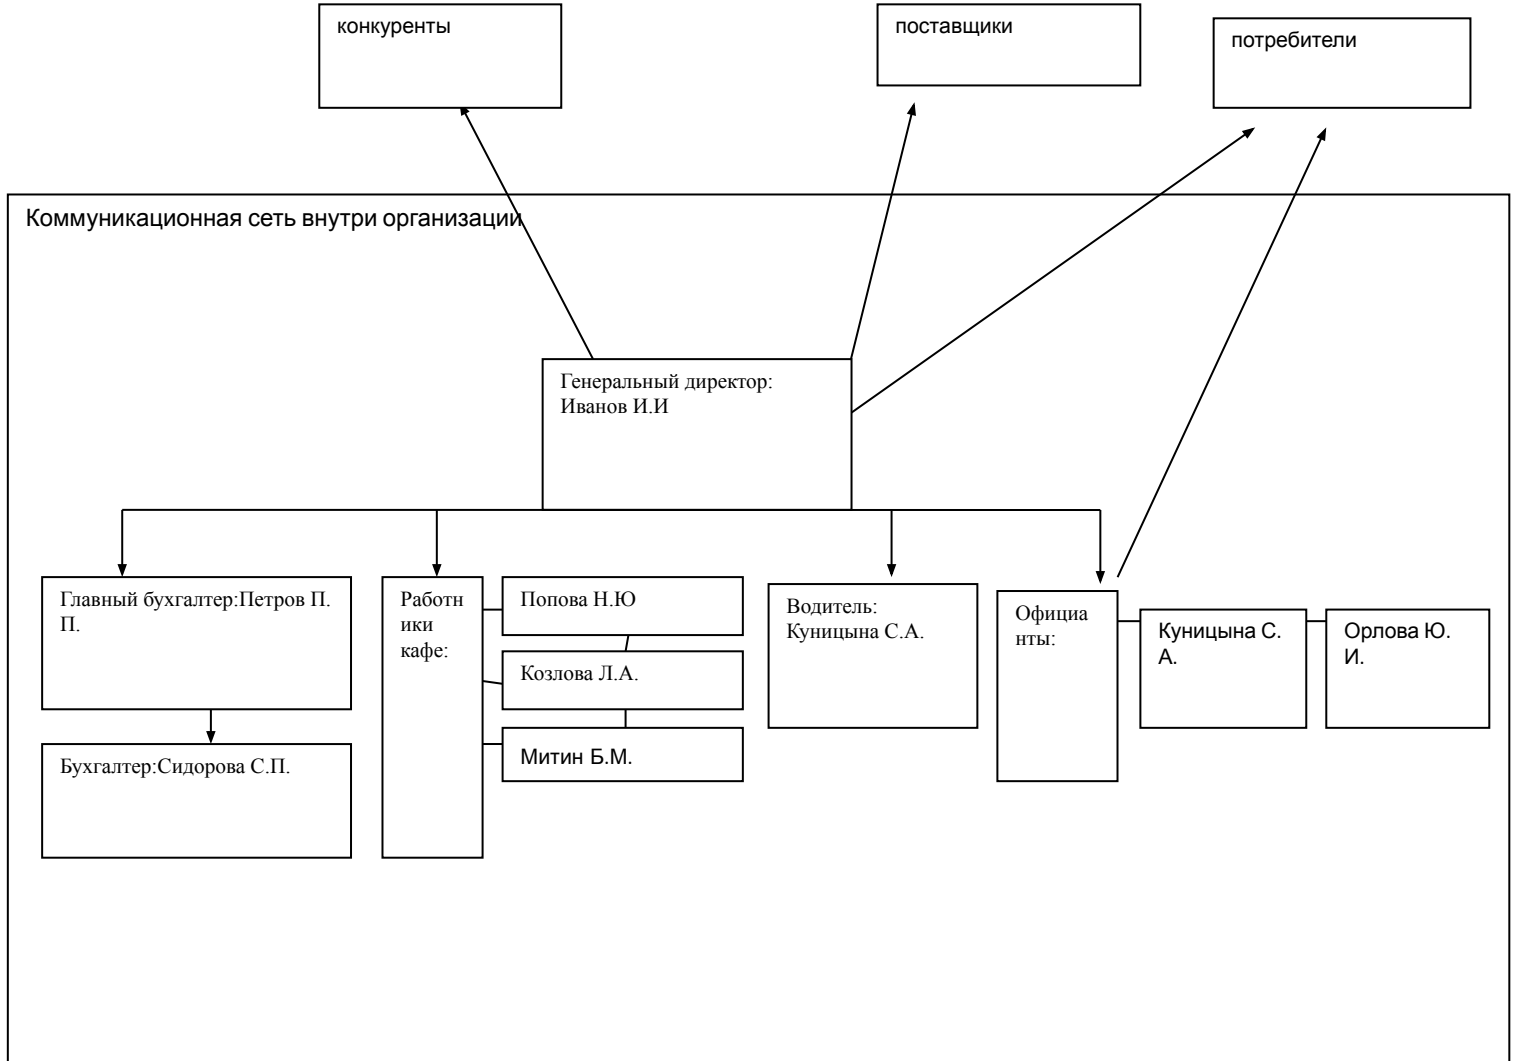 конкуренты
поставщики
потребители
Коммуникационная сеть внутри организации
Генеральный директор:
Иванов И.И
Главный бухгалтер:Петров П.
П.
Бухгалтер:Сидорова С.П.
Работн
ики
кафе:
Попова Н.Ю
Козлова Л.А.
Митин Б.М.
Водитель:
Куницына С.А.
Официа
нты:
Куницына С.
А.
Орлова Ю.
И.